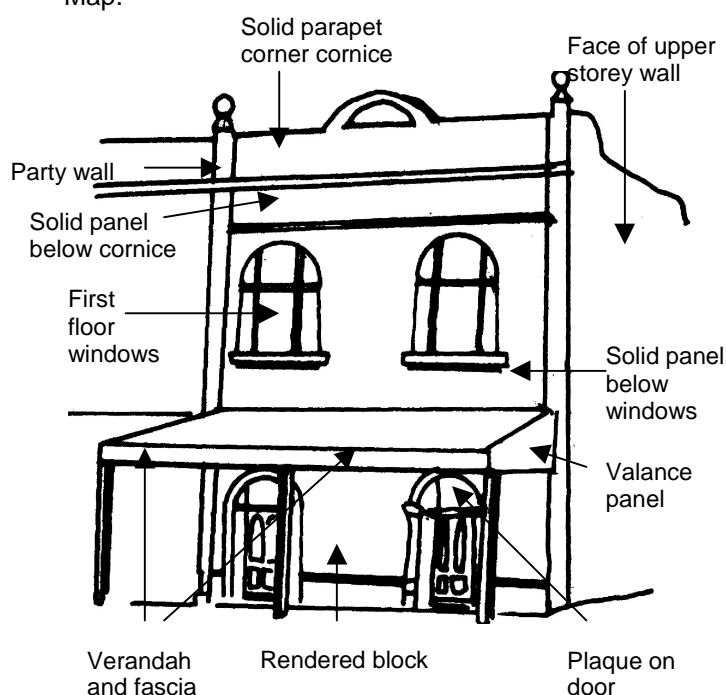 Map.
Solid parapet
corner cornice
Face of upper
storey wall
Party wall
Solid panel
below cornice
First
floor
windows
Solid panel
below
windows
Valance
panel
Verandah
and fascia
Rendered block
Plaque on
door